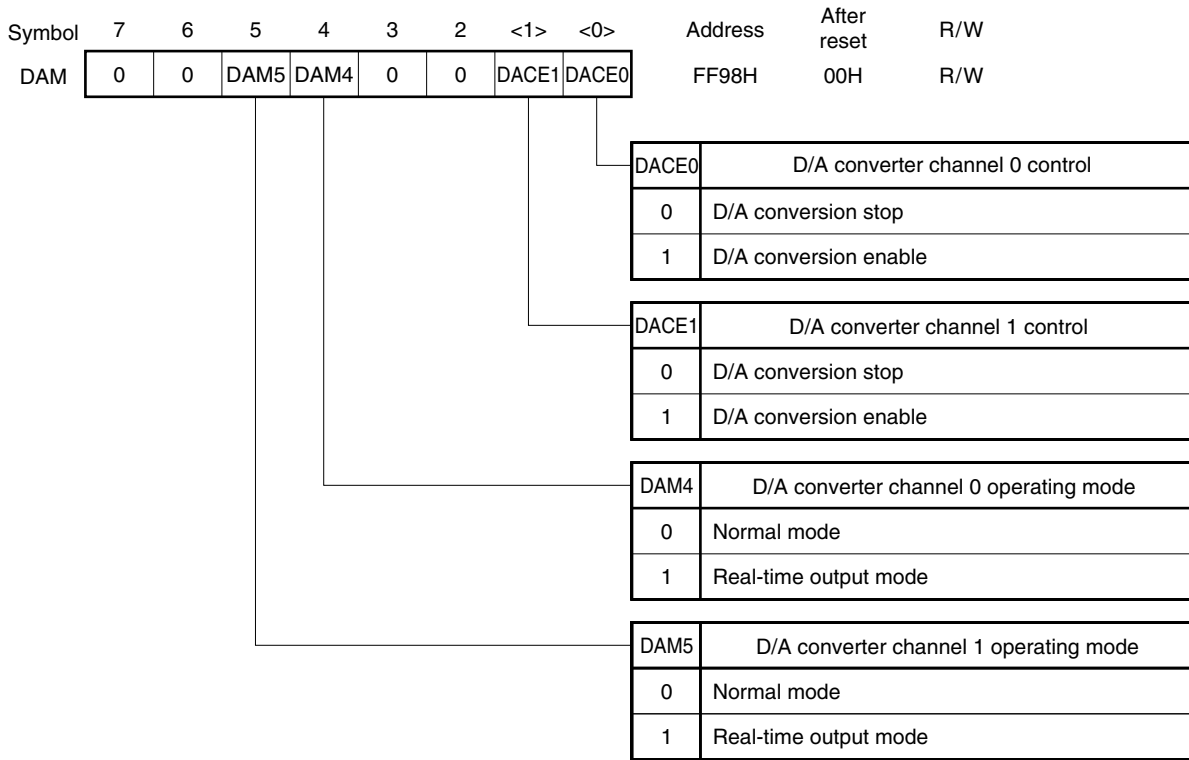 Symbol 7 6 5 4 3 2 <1> <0> Address After reset R/W
DAM 0 0 DAM5 DAM4 0 0 DACE1 DACE0 FF98H 00H R/W
DACE0 D/A converter channel 0 control
0 D/A conversion stop
1 D/A conversion enable
DACE1 D/A converter channel 1 control
0 D/A conversion stop
1 D/A conversion enable
DAM4 D/A converter channel 0 operating mode
0 Normal mode
1 Real-time output mode
DAM5 D/A converter channel 1 operating mode
0 Normal mode
1 Real-time output mode